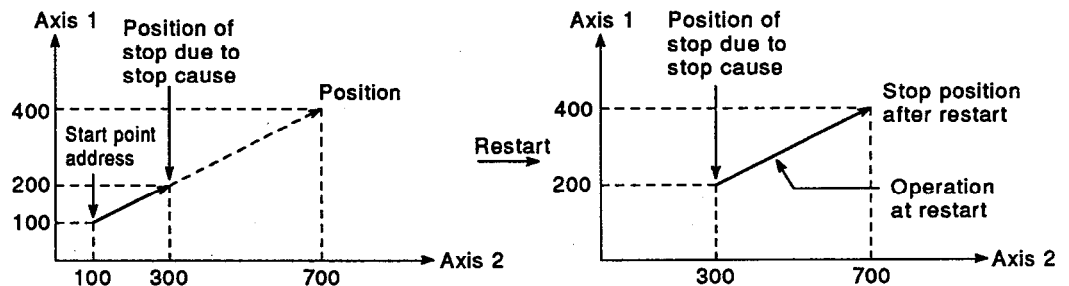 Axis 1
Position of
stop due to
stop cause
400
Position
Start point
address
200
100
100
300
700
Axis 2
Restart
Axis 1
Position of
stop due to
stop cause
400
Stop position
after restart
200
Operation
at restart
300
700
Axis 2